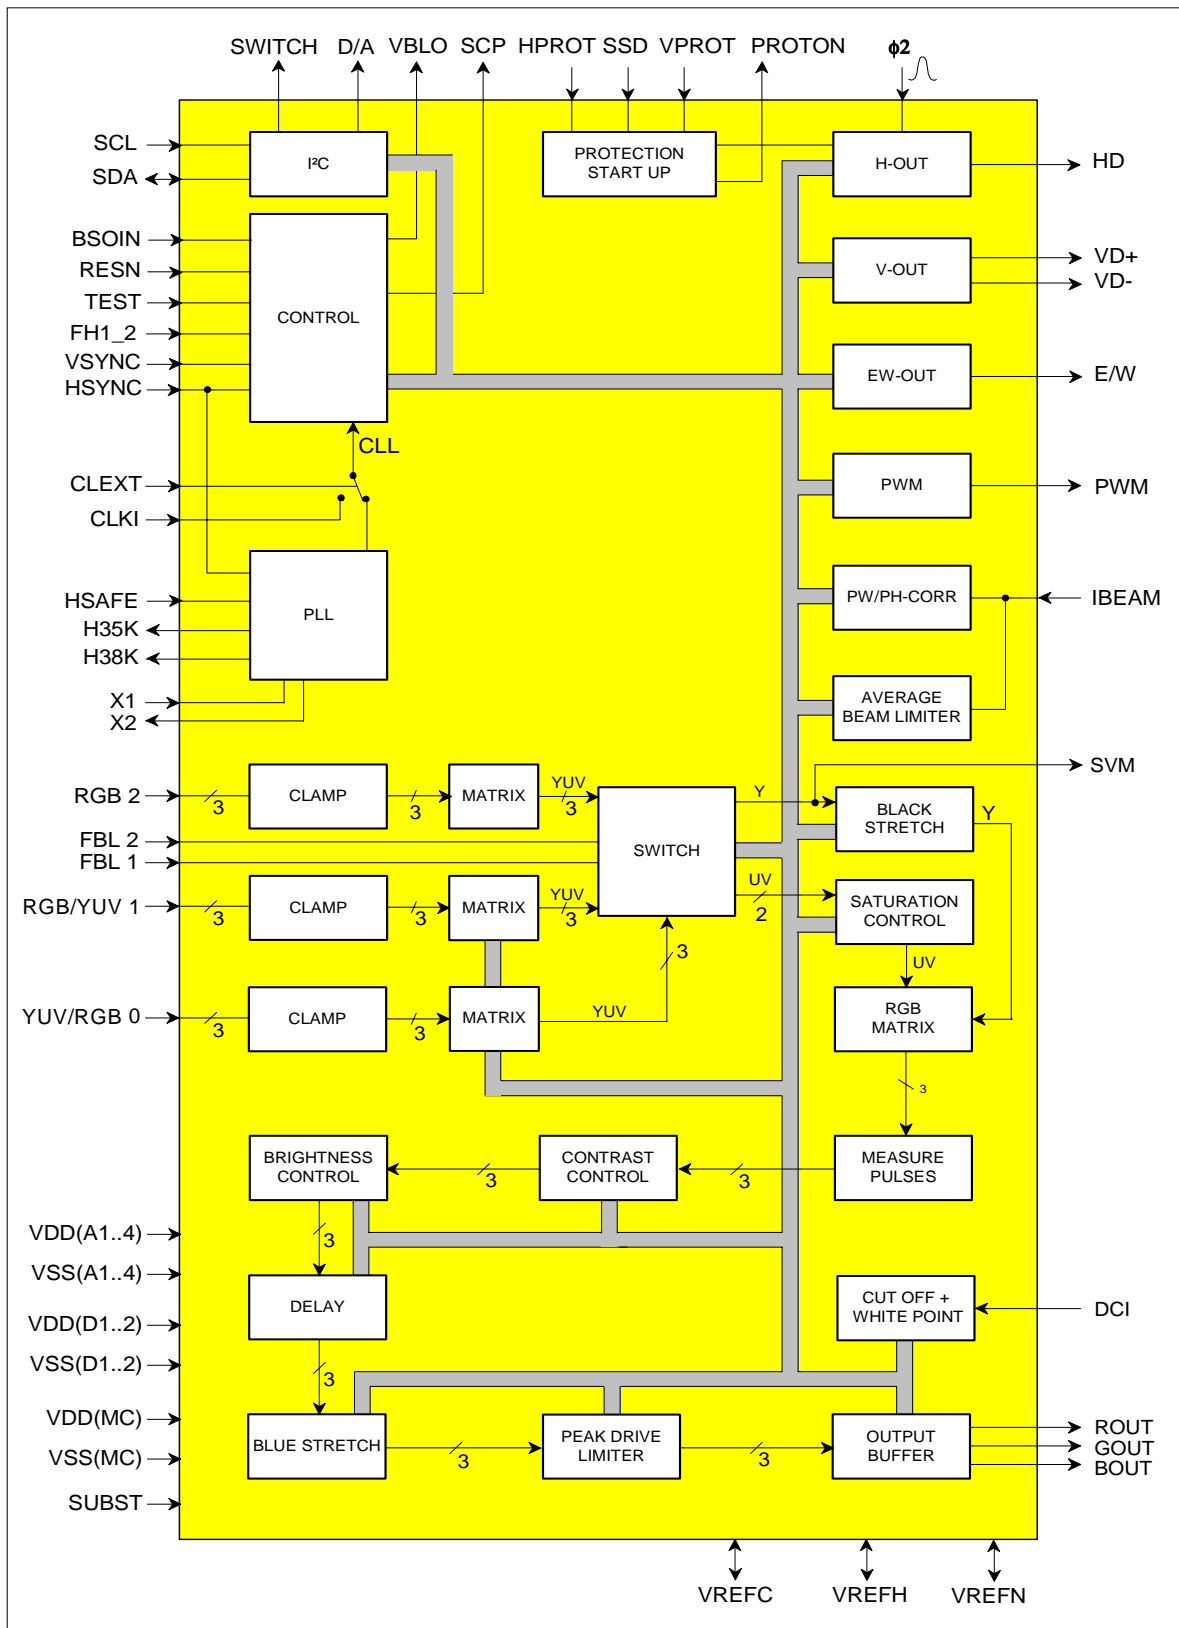 SWITCH D/A VBLO SCP HPROT SSD VPROT PROTON ϕ2
SCL
SDA
I²C
PROTECTION
START UP
H-OUT
HD
BSOIN
RESN
TEST
FH1_2
VSYNC
HSYNC
CONTROL
V-OUT
VD+
VD-
EW-OUT
E/W
CLL
CLEXT
CLKI
PWM
PWM
PLL
HSAFE
H35K
H38K
X1
X2
PW/PH-CORR
IBEAM
AVERAGE
BEAM LIMITER
SVM
RGB 2
3
CLAMP
3
MATRIX
YUV
3
FBL 2
FBL 1
SWITCH
Y
BLACK
STRETCH
Y
RGB/YUV 1
3
CLAMP
3
MATRIX
YUV
3
UV
2
SATURATION
CONTROL
3
UV
YUV/RGB 0
3
CLAMP
3
MATRIX
YUV
RGB
MATRIX
3
BRIGHTNESS
CONTROL
3
CONTRAST
CONTROL
3
MEASURE
PULSES
VDD(A1..4)
3
VSS(A1..4)
VDD(D1..2)
VSS(D1..2)
DELAY
3
CUT OFF +
WHITE POINT
DCI
VDD(MC)
VSS(MC)
SUBST
BLUE STRETCH
3
PEAK DRIVE
LIMITER
3
OUTPUT
BUFFER
ROUT
GOUT
BOUT
VREFC VREFH VREFN